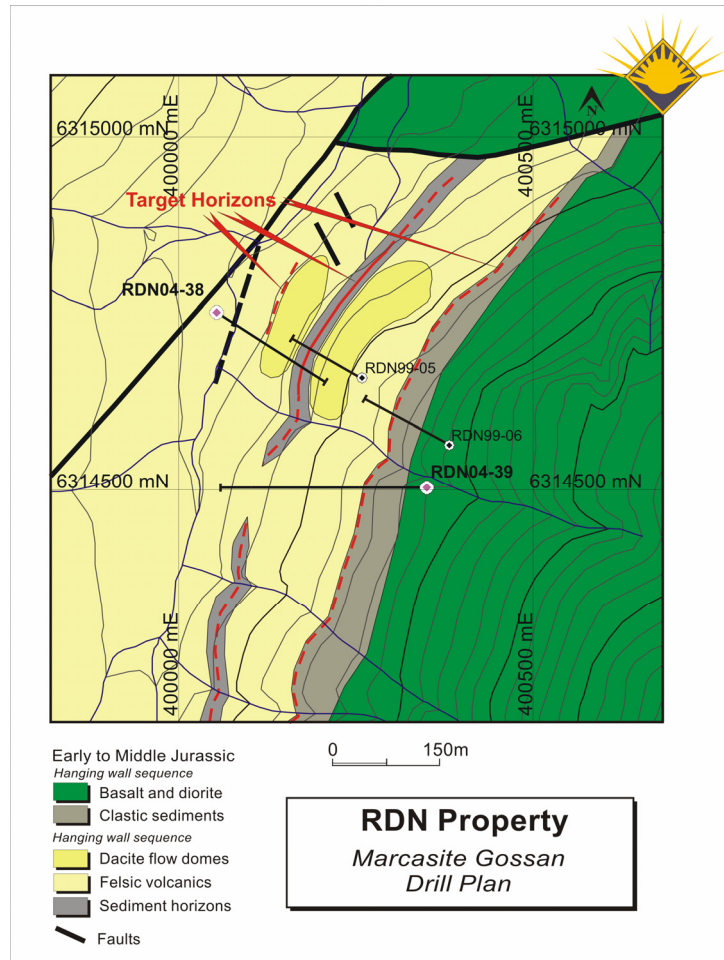 N
6315000 mN
6315000 mN
400000 mE
400500 mE
Target Horizons
RDN04-38
RDN99-05
RDN99-06
RDN04-39
6314500 mN
6314500 mN
400000 mE
400500 mE
Early to Middle Jurassic
Hanging wall sequence
Basalt and diorite
Clastic sediments
Hanging wall sequence
Dacite flow domes
Felsic volcanics
Sediment horizons
Faults
0 150m
RDN Property
Marcasite Gossan
Drill Plan